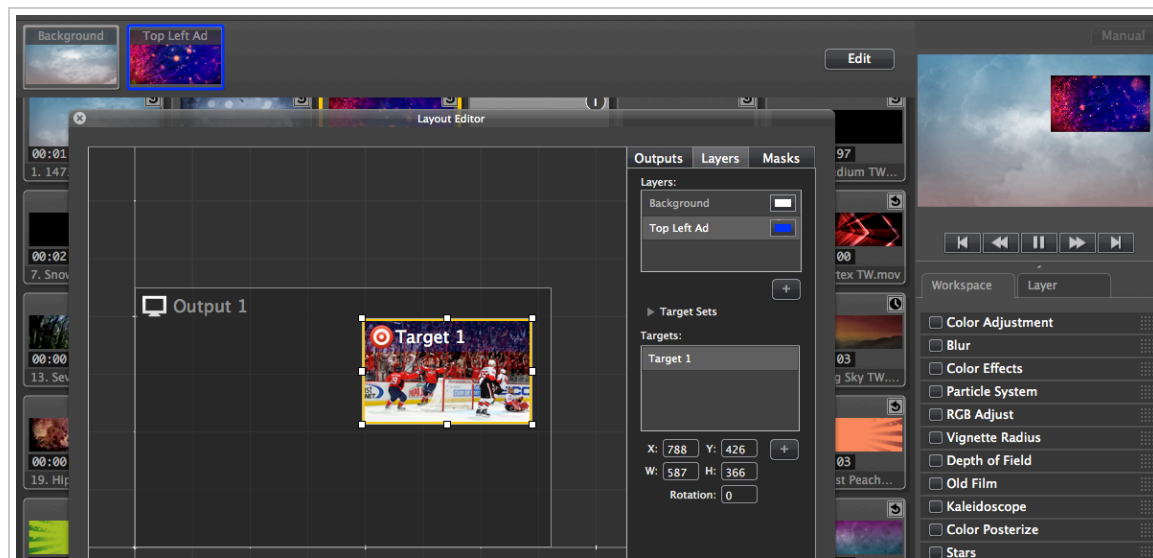 Background
Top Left Ad
Manual
Edit
Layout Editor
00:01
97
1. 147
dium TW...
Outputs
Layers
Masks
Layers:
Background
Top Left Ad
00:02
00
7. Snov
tex TW.mov
+
Workspace
Layer
Output 1
Target Sets
Target 1
Targets:
Target 1
Color Adjustment
Blur
Color Effects
Particle System
RGB Adjust
Vignette Radius
Depth of Field
Old Film
Kaleidoscope
Color Posterize
Stars
00:00
03
13. Sev
g Sky TW....
X: 788 Y: 426 +
W: 587 H: 366
Rotation: 0
00:00
03
19. Hip
st Peach...